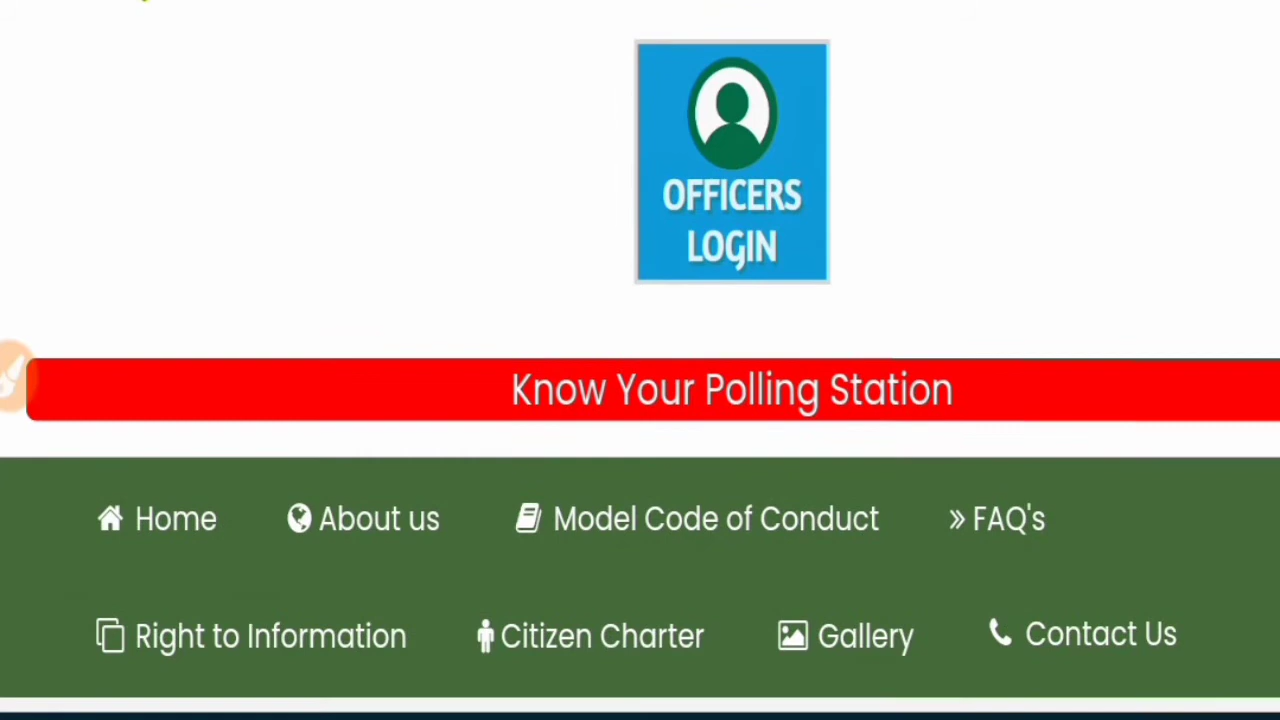 OFFICERS
LOGIN
Know Your Polling Station
Home About us Model Code of Conduct » FAQ's
Right to Information Citizen Charter Gallery Contact Us